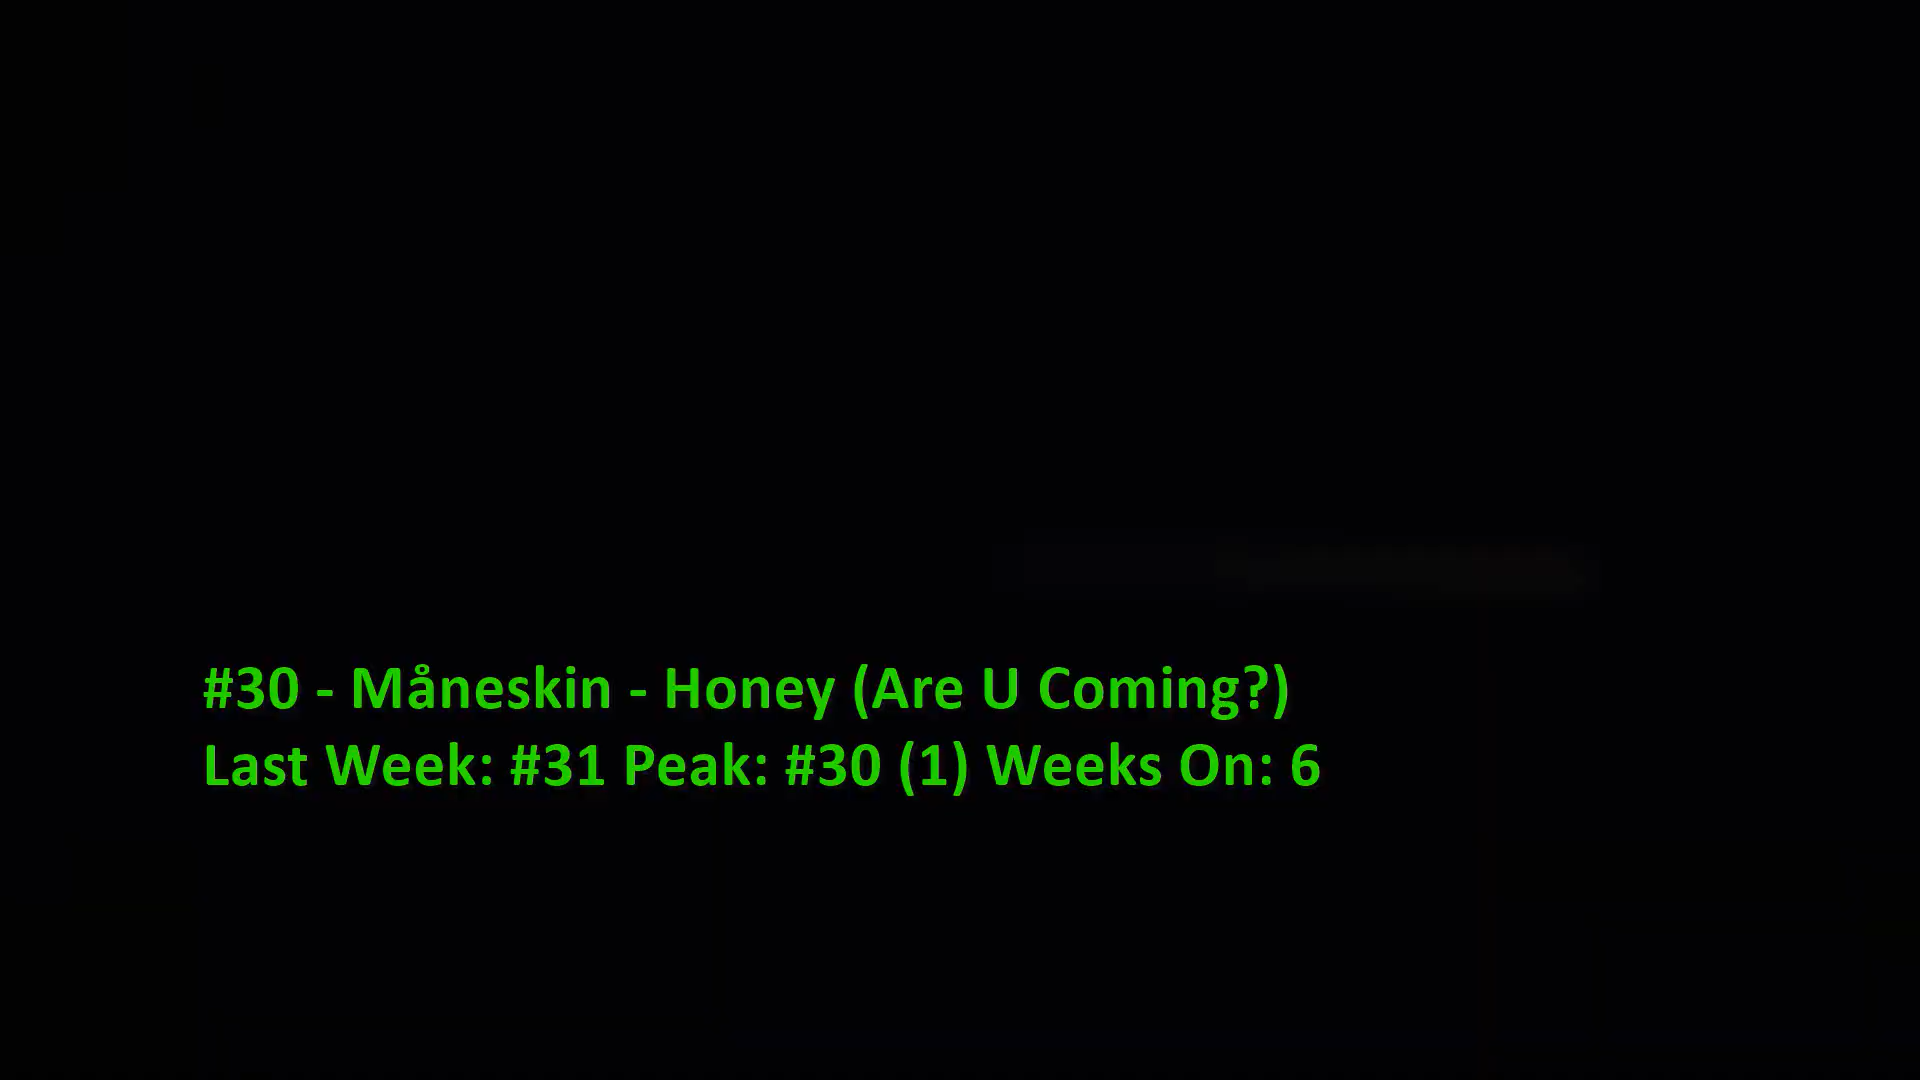 #30 - Måneskin - Honey (Are U Coming?)
Last Week: #31 Peak: #30 (1) Weeks On: 6